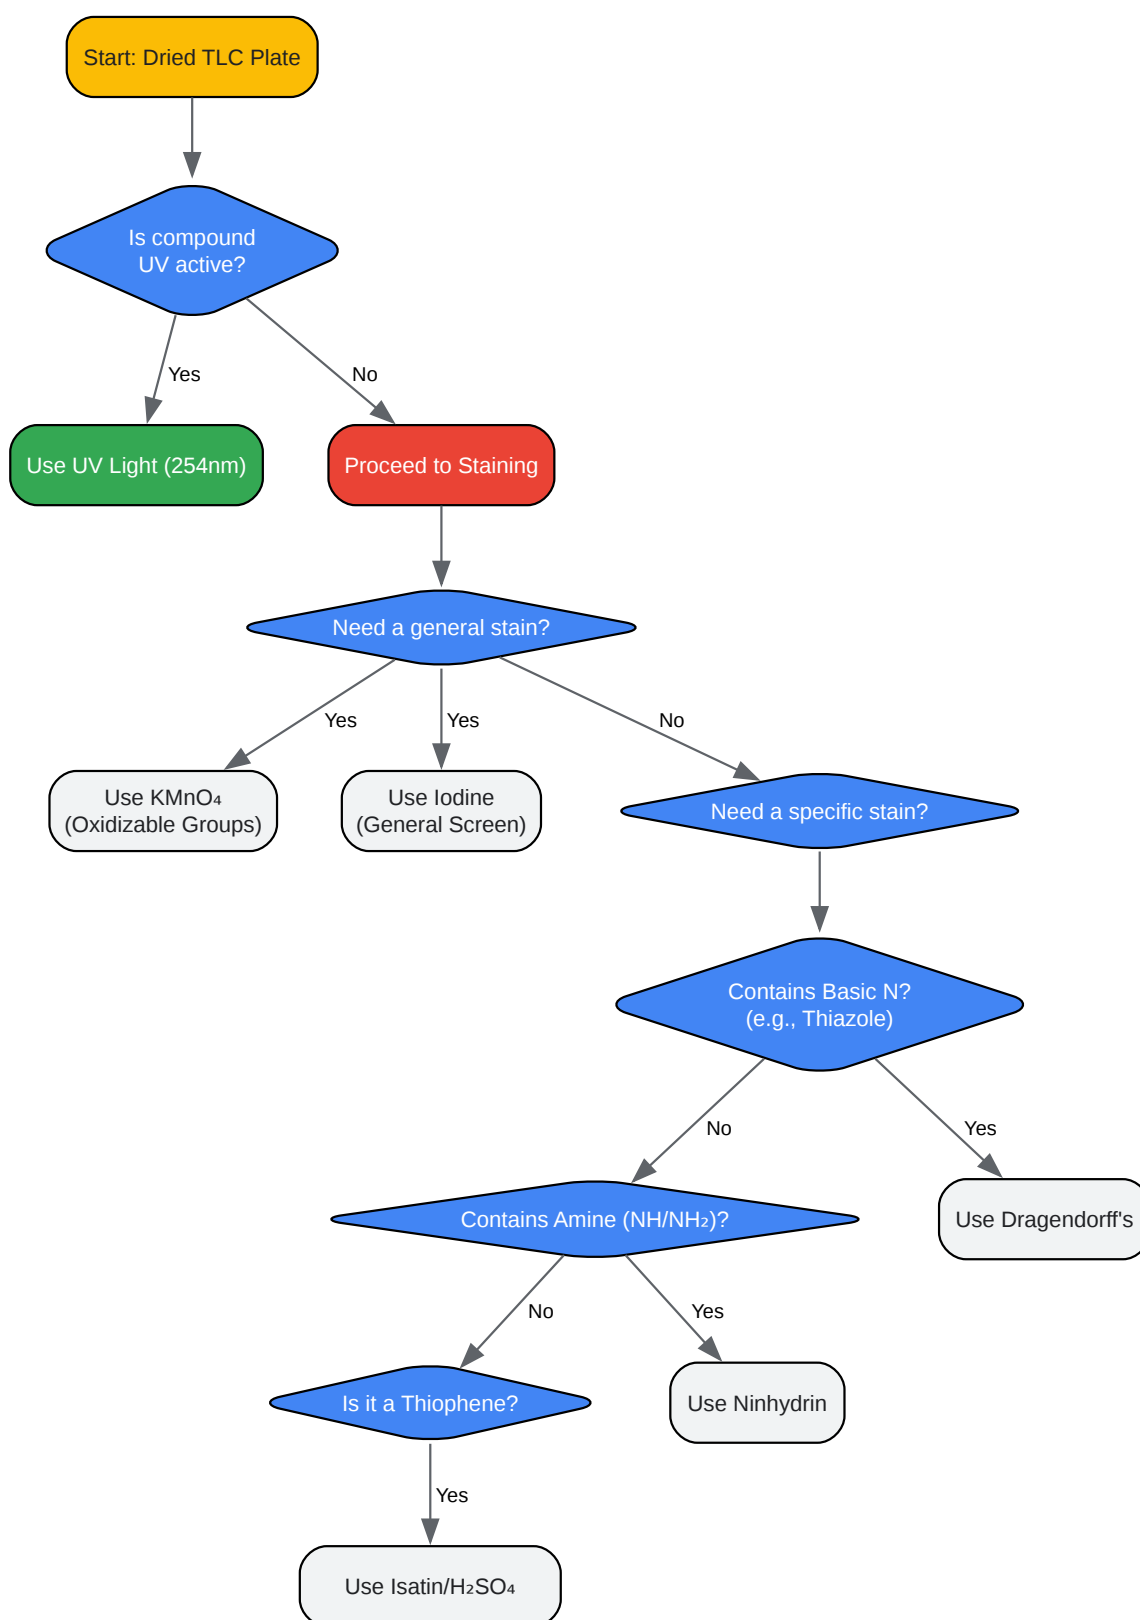 Start: Dried TLC Plate
Is compound
UV active?
Yes
No
Use UV Light (254nm)
Proceed to Staining
Need a general stain?
Yes
Yes
No
Use KMnO₄
(Oxidizable Groups)
Use Iodine
(General Screen)
Need a specific stain?
Contains Basic N?
(e.g., Thiazole)
No
Yes
Contains Amine (NH/NH₂)?
Use Dragendorff's
No
Yes
Is it a Thiophene?
Use Ninhydrin
Yes
Use Isatin/H₂SO₄